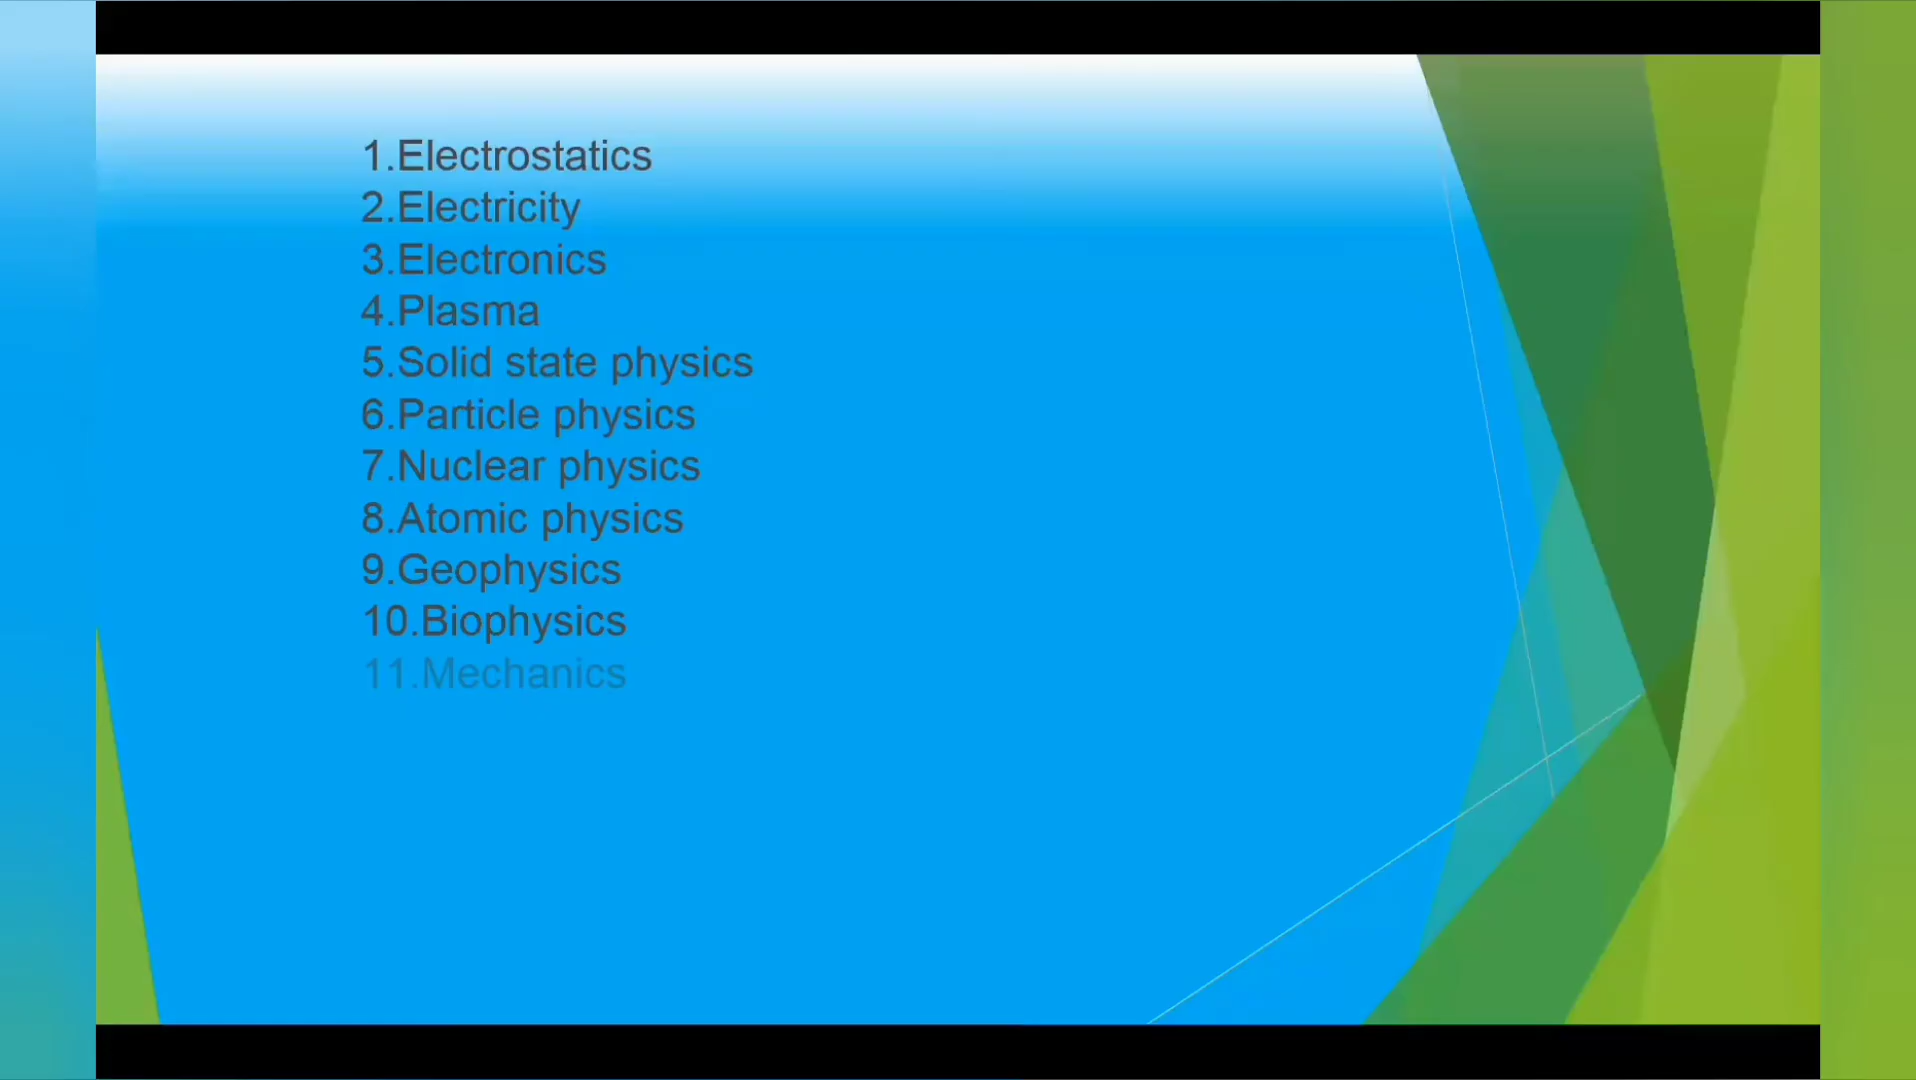 1.Electrostatics
2.Electricity
3.Electronics
4.Plasma
5.Solid state physics
6.Particle physics
7.Nuclear physics
8.Atomic physics
9.Geophysics
10.Biophysics
11.Mechanics